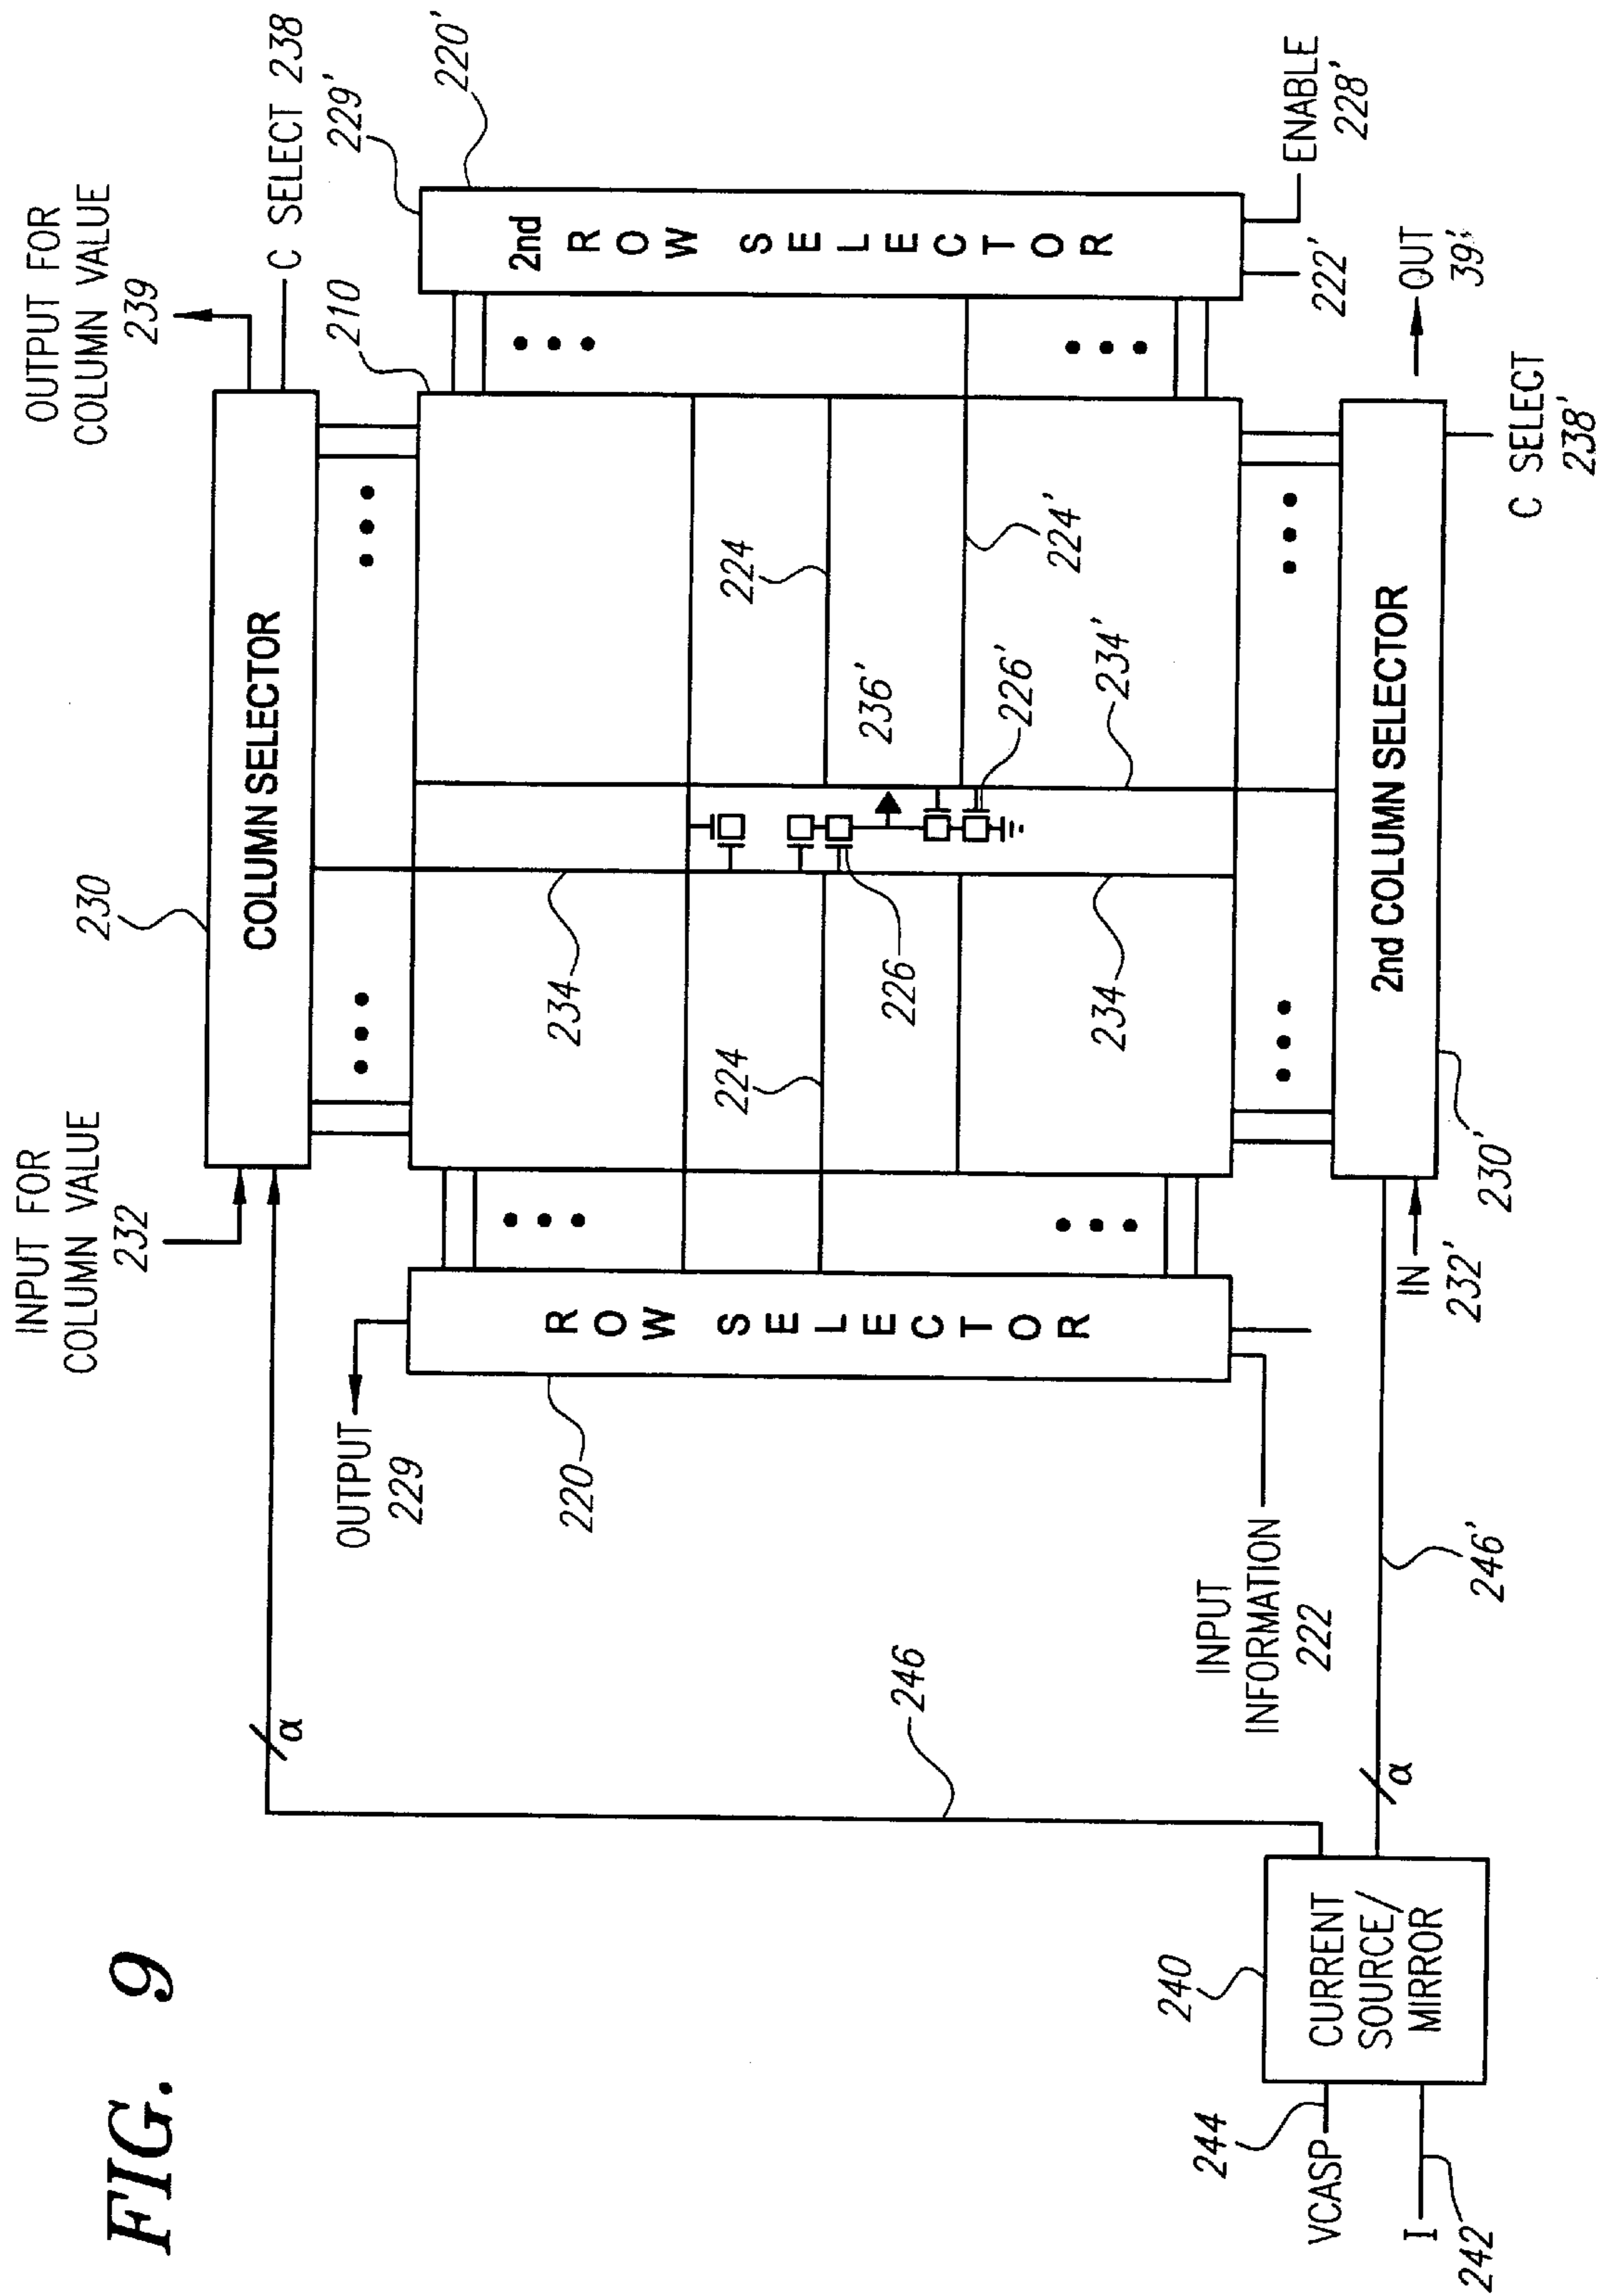 FIG. 9
INPUT FOR
COLUMN VALUE
232
230
COLUMN SELECTOR
OUTPUT FOR
COLUMN VALUE
239
C SELECT 238
210
229'
220'
2nd
ROW SELECTOR
ENABLE
228'
222'
OUTPUT
229
220
ROW SELECTOR
INPUT
INFORMATION
222
234
224
224
236'
226
226'
224'
234
234'
246
α
α
246'
240
CURRENT
SOURCE/
MIRROR
244
VCASP
I
242
IN
232'
230'
2nd COLUMN SELECTOR
OUT
39'
C SELECT
238'